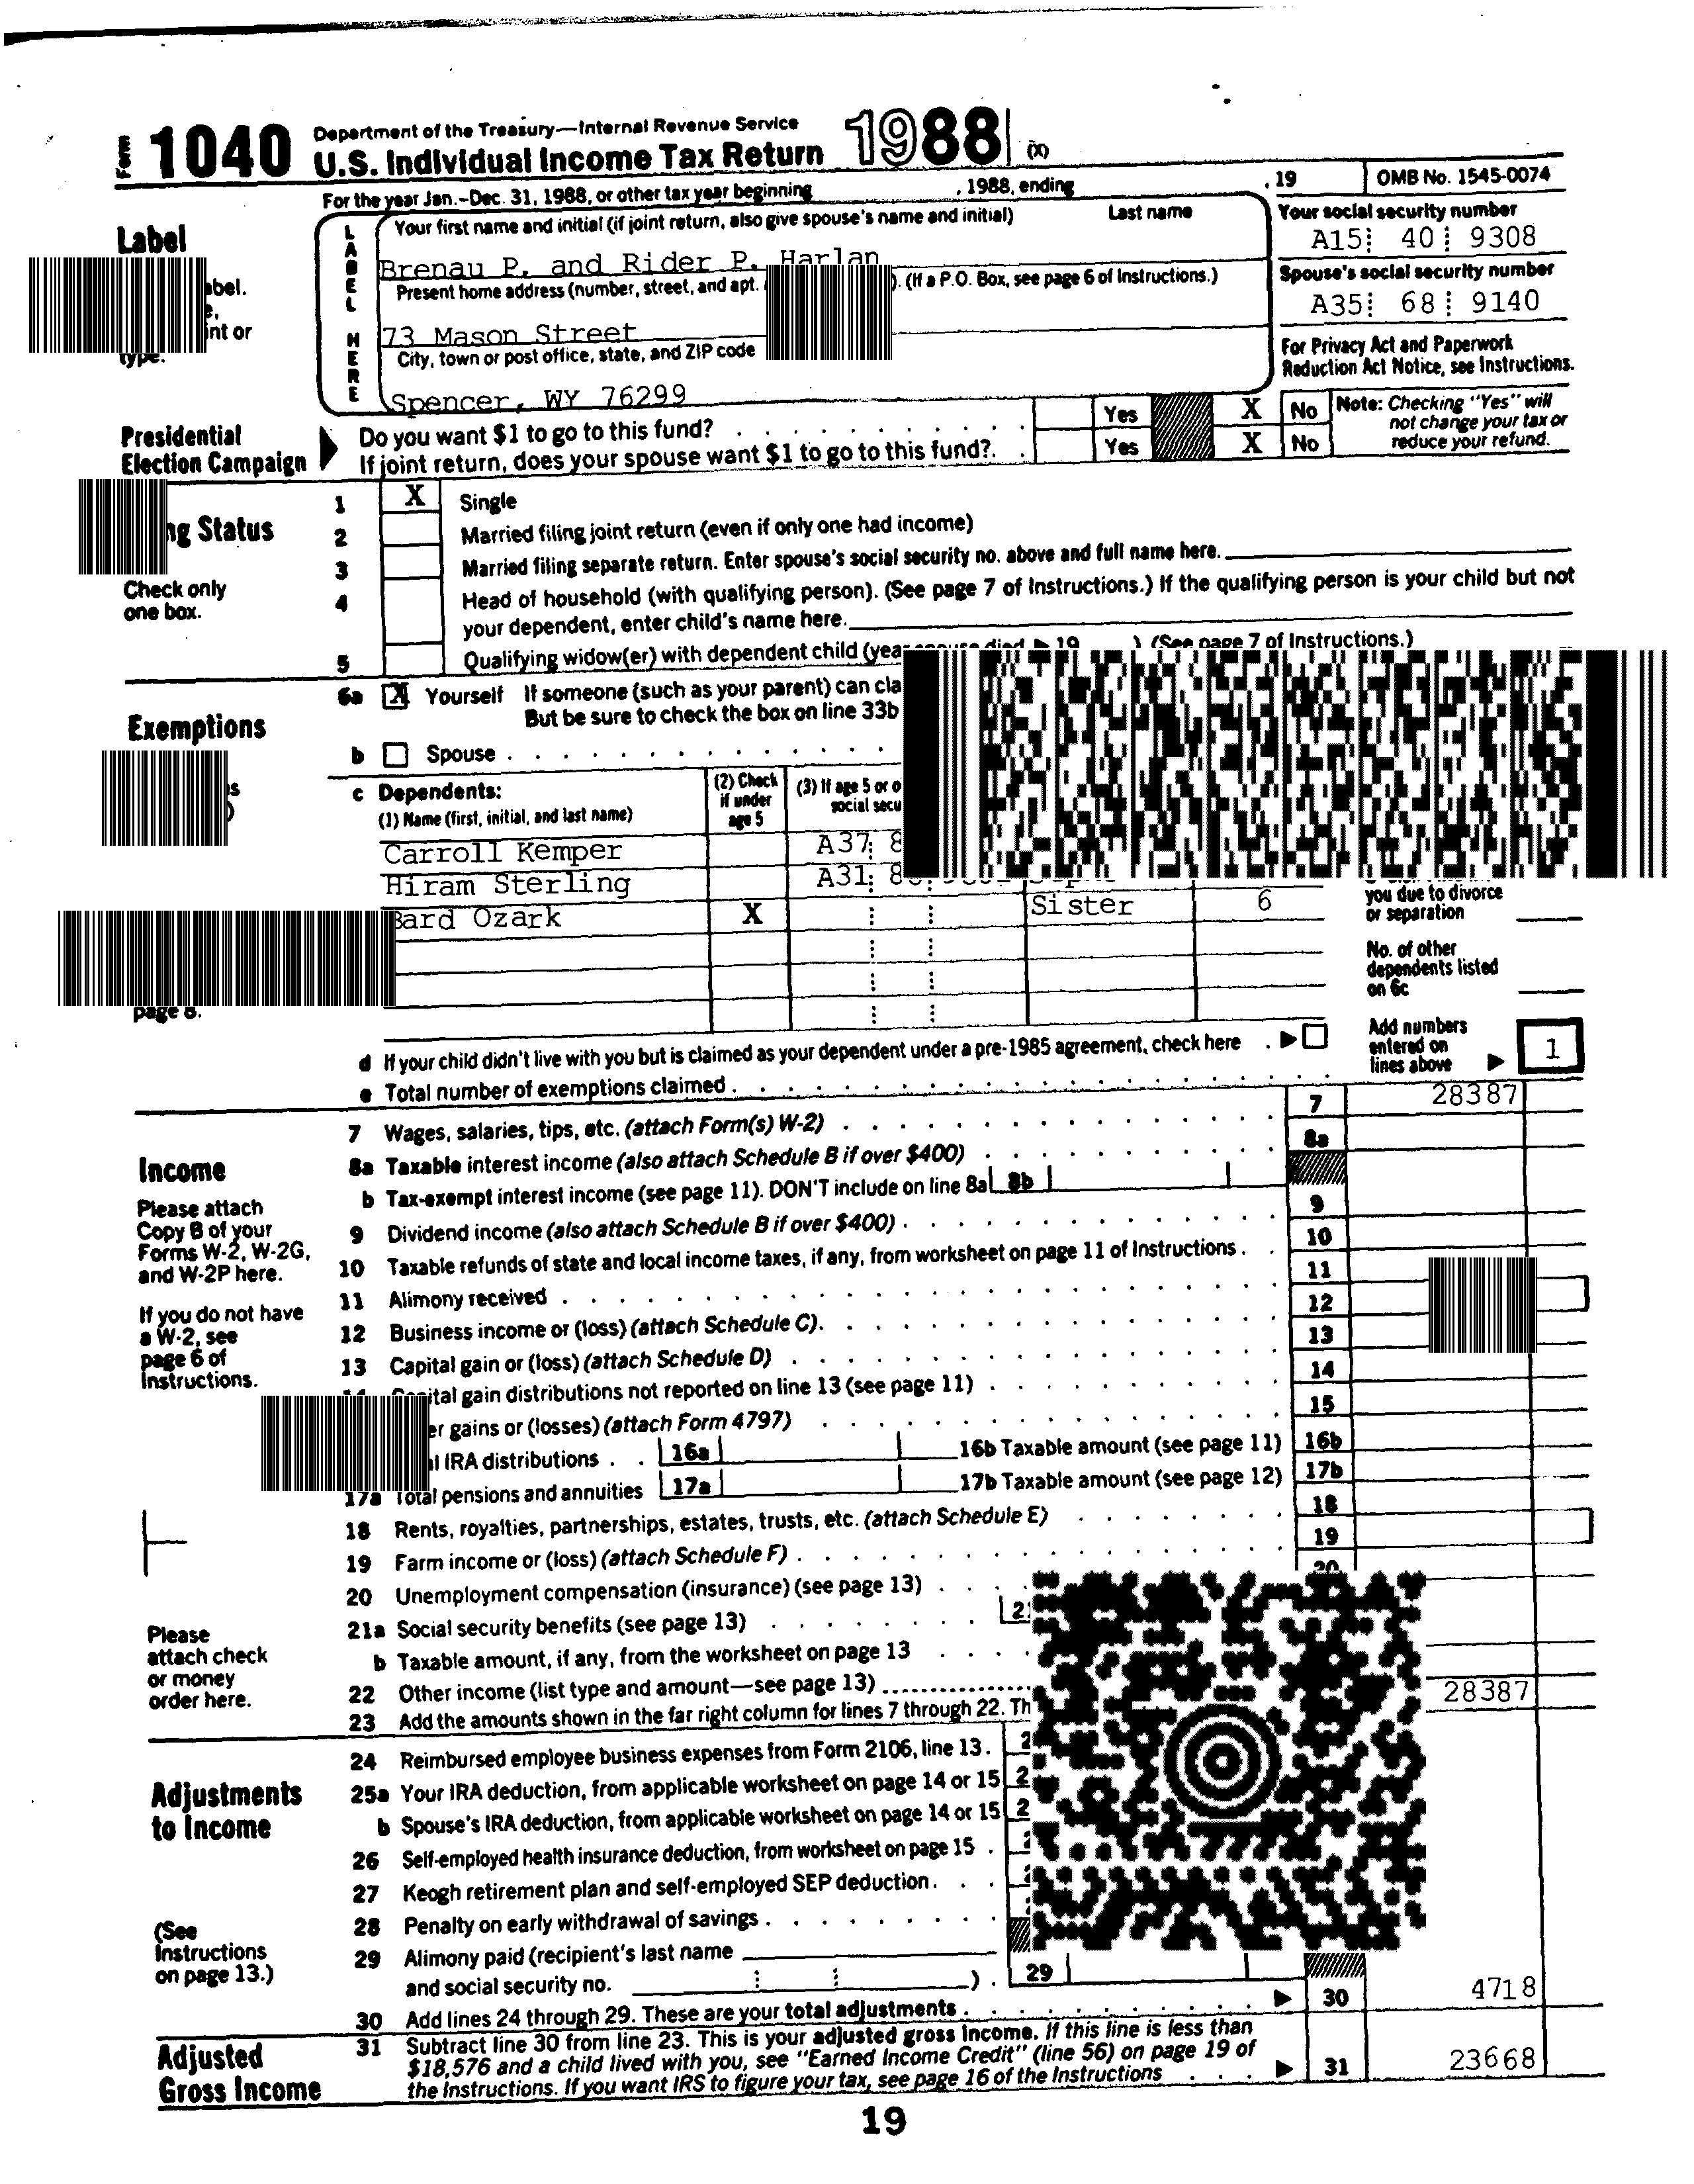 Form 1040 Department of the Treasury—Internal Revenue Service
U.S. Individual Income Tax Return 1988 (X)
For the year Jan.–Dec. 31, 1988, or other tax year beginning , 1988, ending , 19 OMB No. 1545-0074
Label
LABEL HERE
Your first name and initial (if joint return, also give spouse's name and initial) Last name
Brenau P. and Rider P. Harlan
Your social security number
A15 40 9308
Present home address (number, street, and apt. (If a P.O. Box, see page 6 of Instructions.)
73 Mason Street
Spouse's social security number
A35 68 9140
City, town or post office, state, and ZIP code
Spencer, WY 76299
For Privacy Act and Paperwork
Reduction Act Notice, see Instructions.
int or
type.
Presidential
Election Campaign
Do you want $1 to go to this fund? Yes X No
If joint return, does your spouse want $1 to go to this fund? Yes X No
Note: Checking "Yes" will
not change your tax or
reduce your refund.
Status
Check only
one box.
1 X Single
2 Married filing joint return (even if only one had income)
3 Married filing separate return. Enter spouse's social security no. above and full name here.
4 Head of household (with qualifying person). (See page 7 of Instructions.) If the qualifying person is your child but not
your dependent, enter child's name here.
5 Qualifying widow(er) with dependent child (year spouse died ▶ 19 ) (See page 7 of Instructions.)
Exemptions
6a X Yourself If someone (such as your parent) can
But be sure to check the box on line 33b
b Spouse
c Dependents:
(1) Name (first, initial, and last name)
(2) Check
if under
age 5
(3) If age 5 or
social
Carroll Kemper A37 8
Hiram Sterling A31
Bard Ozark X Sister 6
you due to divorce
or separation
No. of other
dependents listed
on 6c
page 8.
d If your child didn't live with you but is claimed as your dependent under a pre-1985 agreement, check here
e Total number of exemptions claimed
Add numbers
entered on
lines above ▶ 1
Income
Please attach
Copy B of your
Forms W-2, W-2G,
and W-2P here.
If you do not have
a W-2, see
page 6 of
Instructions.
7 Wages, salaries, tips, etc. (attach Form(s) W-2) 7 28387
8a Taxable interest income (also attach Schedule B if over $400) 8a
b Tax-exempt interest income (see page 11). DON'T include on line 8a 8b
9 Dividend income (also attach Schedule B if over $400) 9
10 Taxable refunds of state and local income taxes, if any, from worksheet on page 11 of Instructions 10
11 Alimony received 11
12 Business income or (loss) (attach Schedule C) 12
13 Capital gain or (loss) (attach Schedule D) 13
Capital gain distributions not reported on line 13 (see page 11) 14
gains or (losses) (attach Form 4797) 15
IRA distributions 16a 16b Taxable amount (see page 11) 16b
17a Total pensions and annuities 17a 17b Taxable amount (see page 12) 17b
18 Rents, royalties, partnerships, estates, trusts, etc. (attach Schedule E) 18
19 Farm income or (loss) (attach Schedule F) 19
20 Unemployment compensation (insurance) (see page 13) 20
21a Social security benefits (see page 13)
b Taxable amount, if any, from the worksheet on page 13
22 Other income (list type and amount—see page 13)
23 Add the amounts shown in the far right column for lines 7 through 22. 28387
Please
attach check
or money
order here.
Adjustments
to Income
(See
Instructions
on page 13.)
24 Reimbursed employee business expenses from Form 2106, line 13
25a Your IRA deduction, from applicable worksheet on page 14 or 15
b Spouse's IRA deduction, from applicable worksheet on page 14 or 15
26 Self-employed health insurance deduction, from worksheet on page 15
27 Keogh retirement plan and self-employed SEP deduction
28 Penalty on early withdrawal of savings
29 Alimony paid (recipient's last name
and social security no. ) 29
30 Add lines 24 through 29. These are your total adjustments ▶ 30 4718
Adjusted
Gross Income
31 Subtract line 30 from line 23. This is your adjusted gross income. If this line is less than
$18,576 and a child lived with you, see "Earned Income Credit" (line 56) on page 19 of
the Instructions. If you want IRS to figure your tax, see page 16 of the Instructions ▶ 31 23668
19